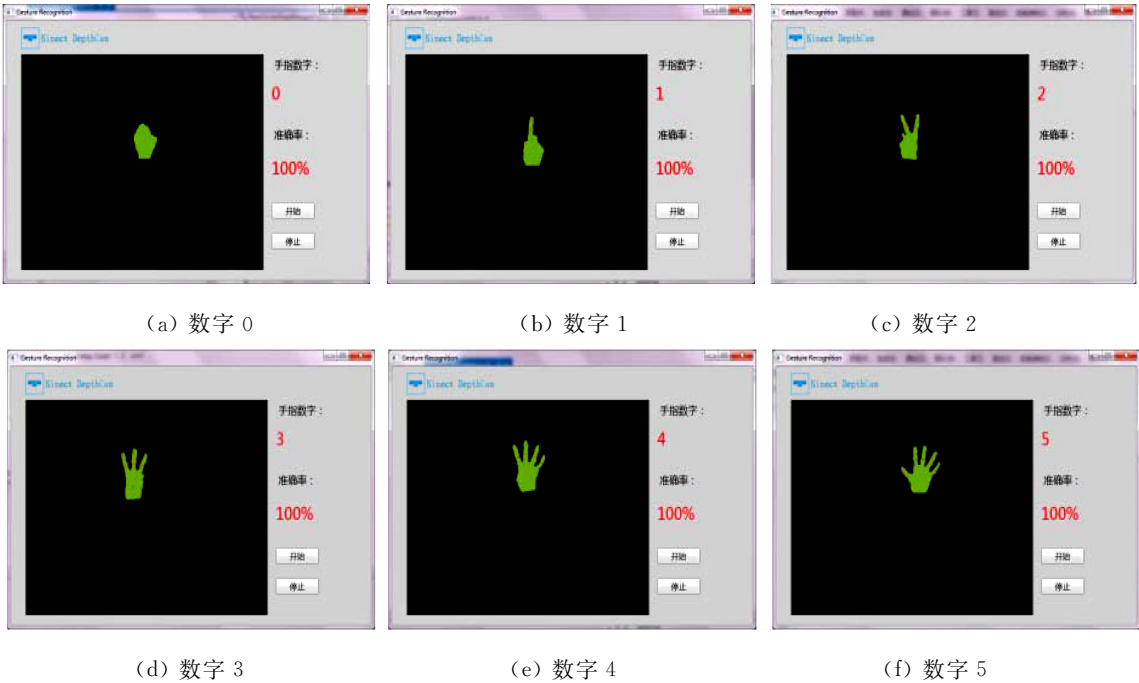 Gesture Recognition
Kinect DepthCam
手指数字：
0
准确率：
100%
开始
停止
(a) 数字 0
Gesture Recognition
Kinect DepthCam
手指数字：
1
准确率：
100%
开始
停止
(b) 数字 1
Gesture Recognition
Kinect DepthCam
手指数字：
2
准确率：
100%
开始
停止
(c) 数字 2
Gesture Recognition
Kinect DepthCam
手指数字：
3
准确率：
100%
开始
停止
(d) 数字 3
Gesture Recognition
Kinect DepthCam
手指数字：
4
准确率：
100%
开始
停止
(e) 数字 4
Gesture Recognition
Kinect DepthCam
手指数字：
5
准确率：
100%
开始
停止
(f) 数字 5